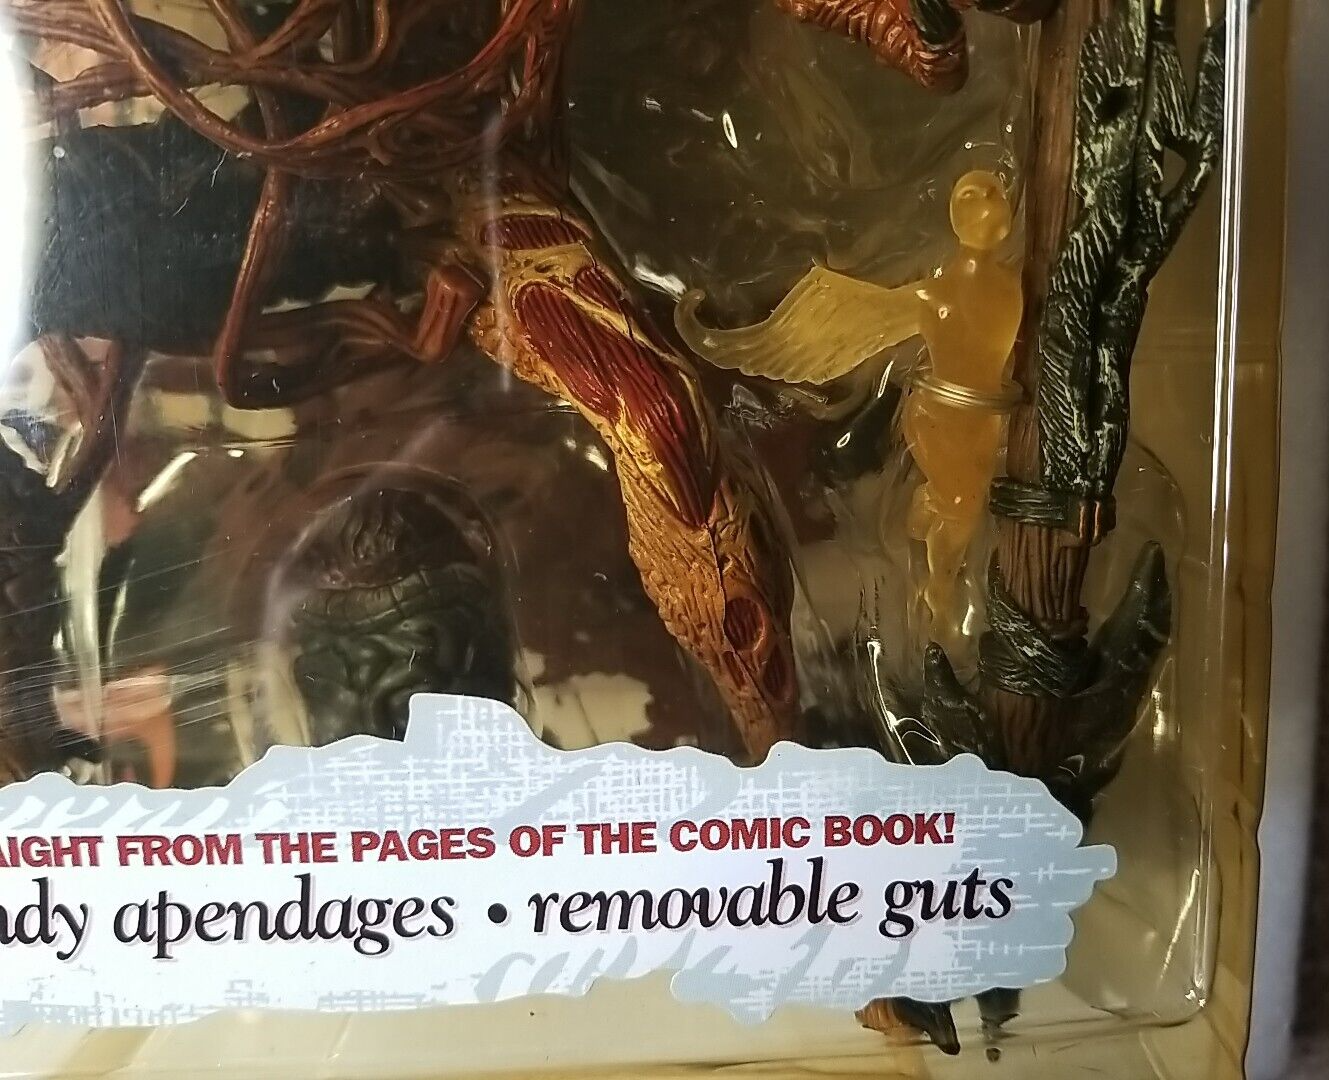 AIGHT FROM THE PAGES OF THE COMIC BOOK!
ndy apendages • removable guts